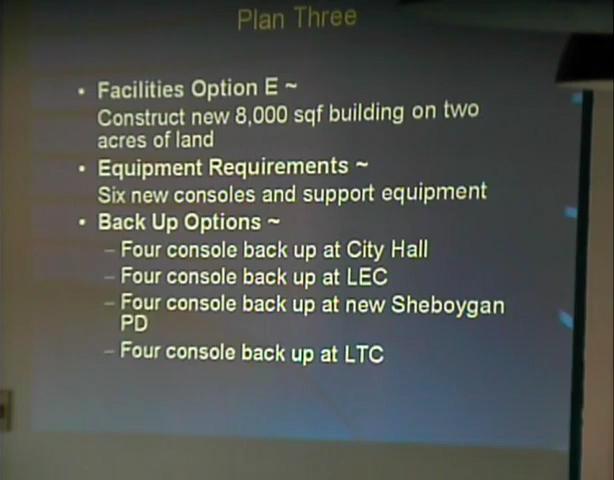 Plan Three
• Facilities Option E ~
Construct new 8,000 sqf building on two
acres of land
• Equipment Requirements ~
Six new consoles and support equipment
• Back Up Options ~
– Four console back up at City Hall
– Four console back up at LEC
– Four console back up at new Sheboygan
PD
– Four console back up at LTC